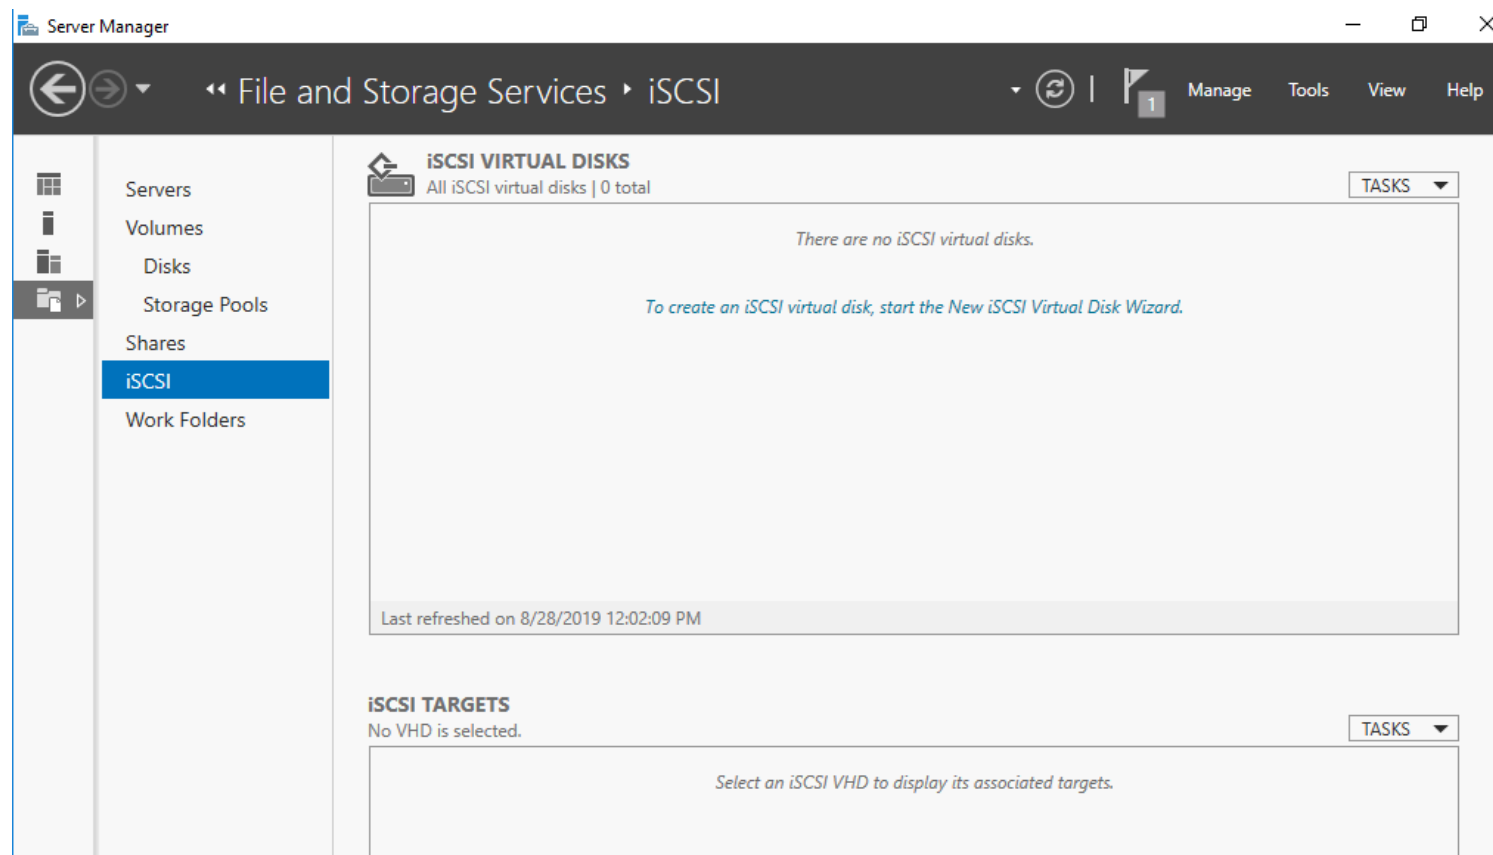 Server Manager
File and Storage Services iSCSI
1
Manage Tools View Help
Servers
Volumes
Disks
Storage Pools
Shares
iSCSI
Work Folders
iSCSI VIRTUAL DISKS
All iSCSI virtual disks | 0 total
TASKS
There are no iSCSI virtual disks.
To create an iSCSI virtual disk, start the New iSCSI Virtual Disk Wizard.
Last refreshed on 8/28/2019 12:02:09 PM
iSCSI TARGETS
No VHD is selected.
TASKS
Select an iSCSI VHD to display its associated targets.